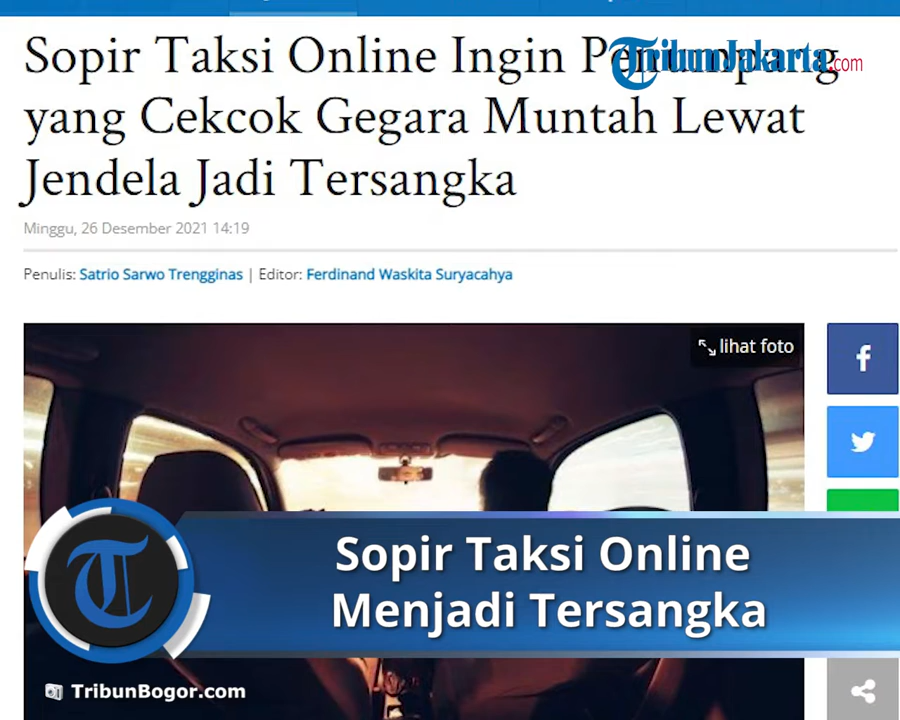 Sopir Taksi Online Ingin Penumpang
TribunJakarta.com
yang Cekcok Gegara Muntah Lewat
Jendela Jadi Tersangka
Minggu, 26 Desember 2021 14:19
Penulis: Satrio Sarwo Trengginas | Editor: Ferdinand Waskita Suryacahya
lihat foto
Sopir Taksi Online
Menjadi Tersangka
TribunBogor.com